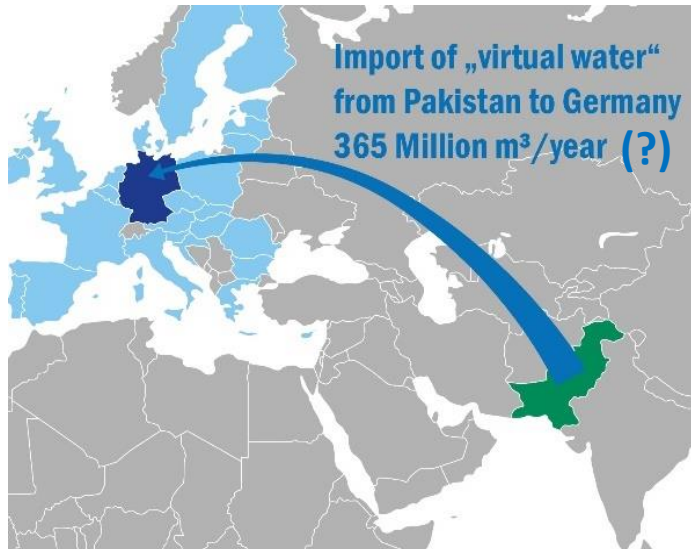 Import of „virtual water“
from Pakistan to Germany
365 Million m³/year (?)